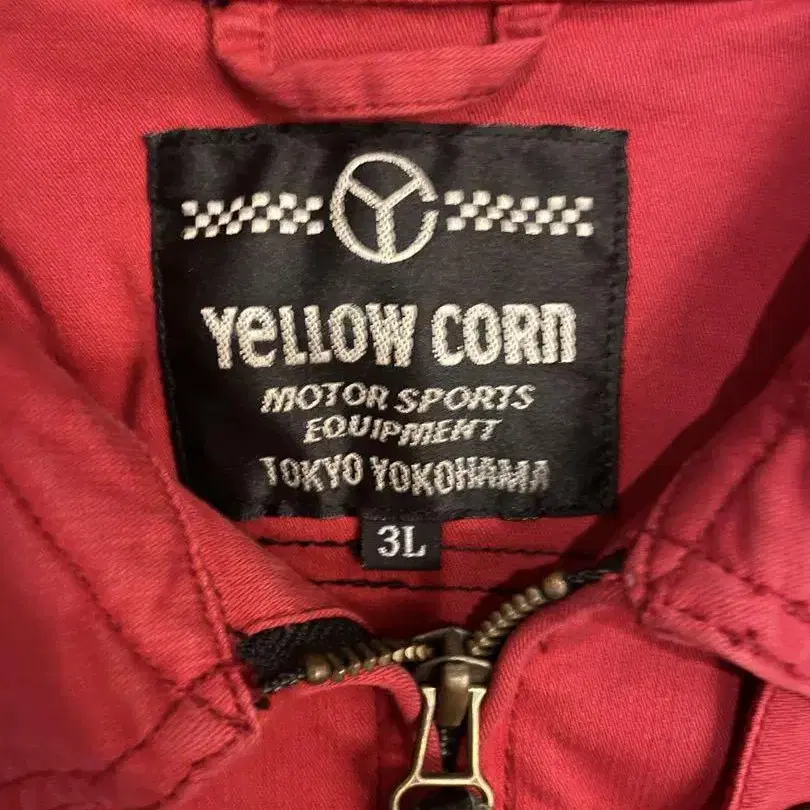 YeLLOW CORn
MOTOR SPORTS
EQUIPMENT
TOKYO YOKOHAMA
3L